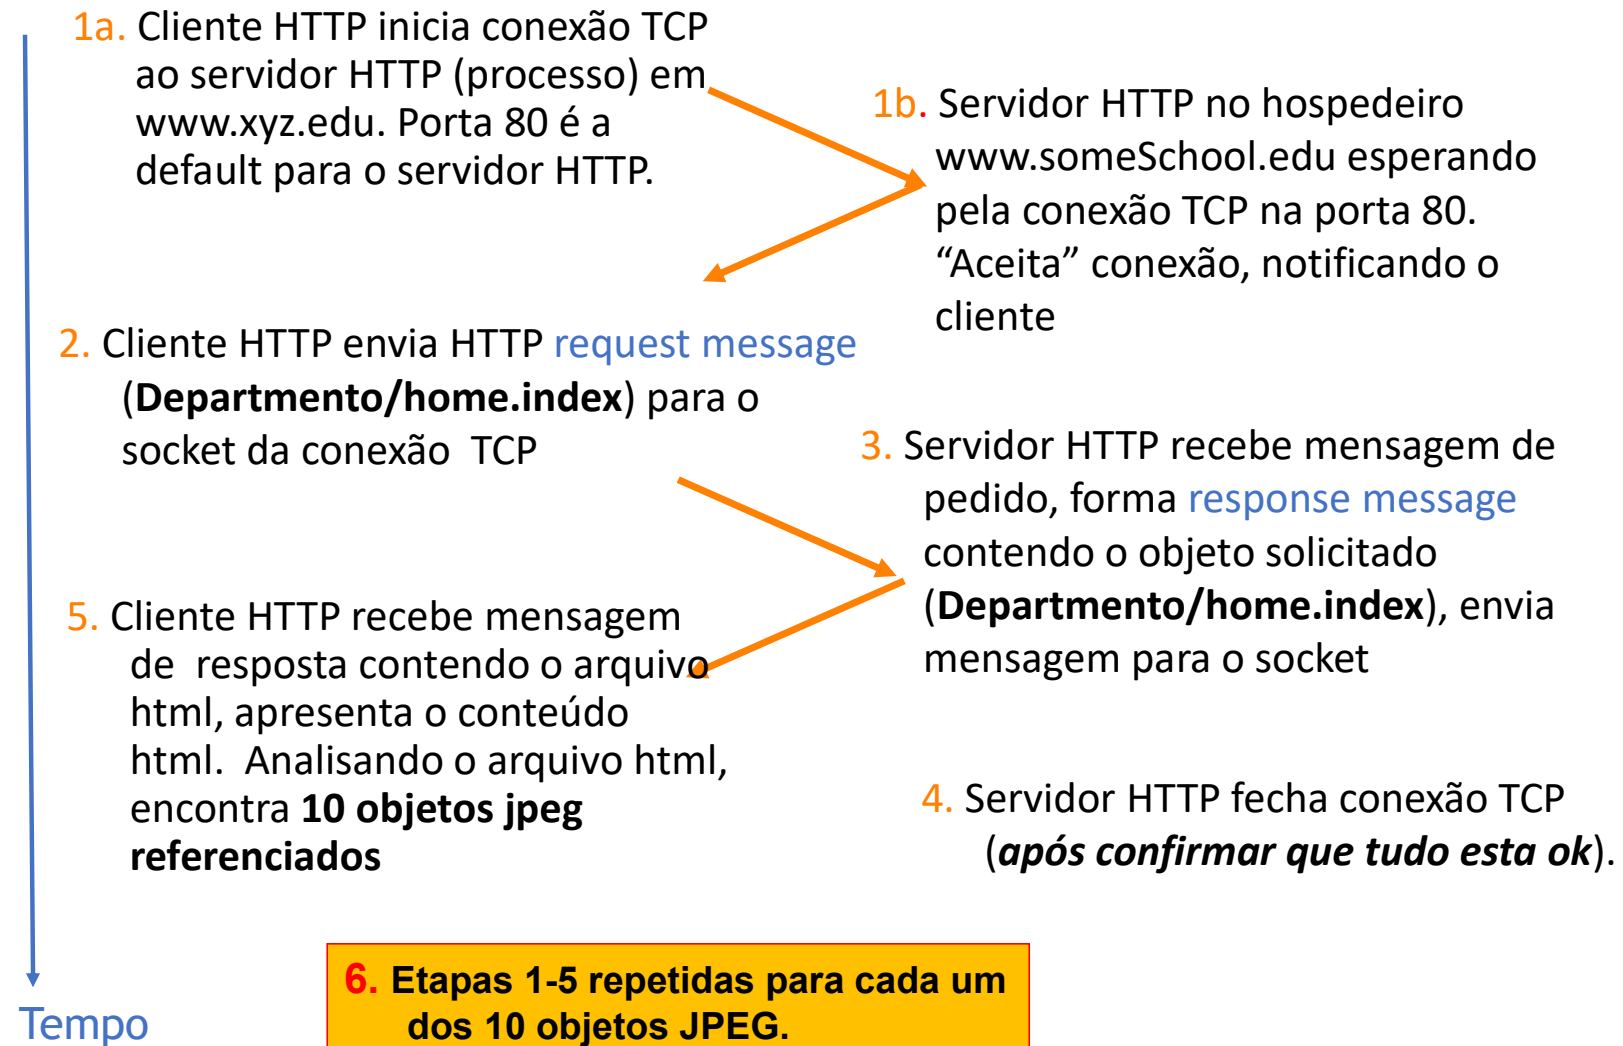 1a. Cliente HTTP inicia conexão TCP
ao servidor HTTP (processo) em
www.xyz.edu. Porta 80 é a
default para o servidor HTTP.
1b. Servidor HTTP no hospedeiro
www.someSchool.edu esperando
pela conexão TCP na porta 80.
“Aceita” conexão, notificando o
cliente
2. Cliente HTTP envia HTTP request message
(Departmento/home.index) para o
socket da conexão TCP
3. Servidor HTTP recebe mensagem de
pedido, forma response message
contendo o objeto solicitado
(Departmento/home.index), envia
mensagem para o socket
5. Cliente HTTP recebe mensagem
de resposta contendo o arquivo
html, apresenta o conteúdo
html. Analisando o arquivo html,
encontra 10 objetos jpeg
referenciados
4. Servidor HTTP fecha conexão TCP
(após confirmar que tudo esta ok).
6. Etapas 1-5 repetidas para cada um
dos 10 objetos JPEG.
Tempo